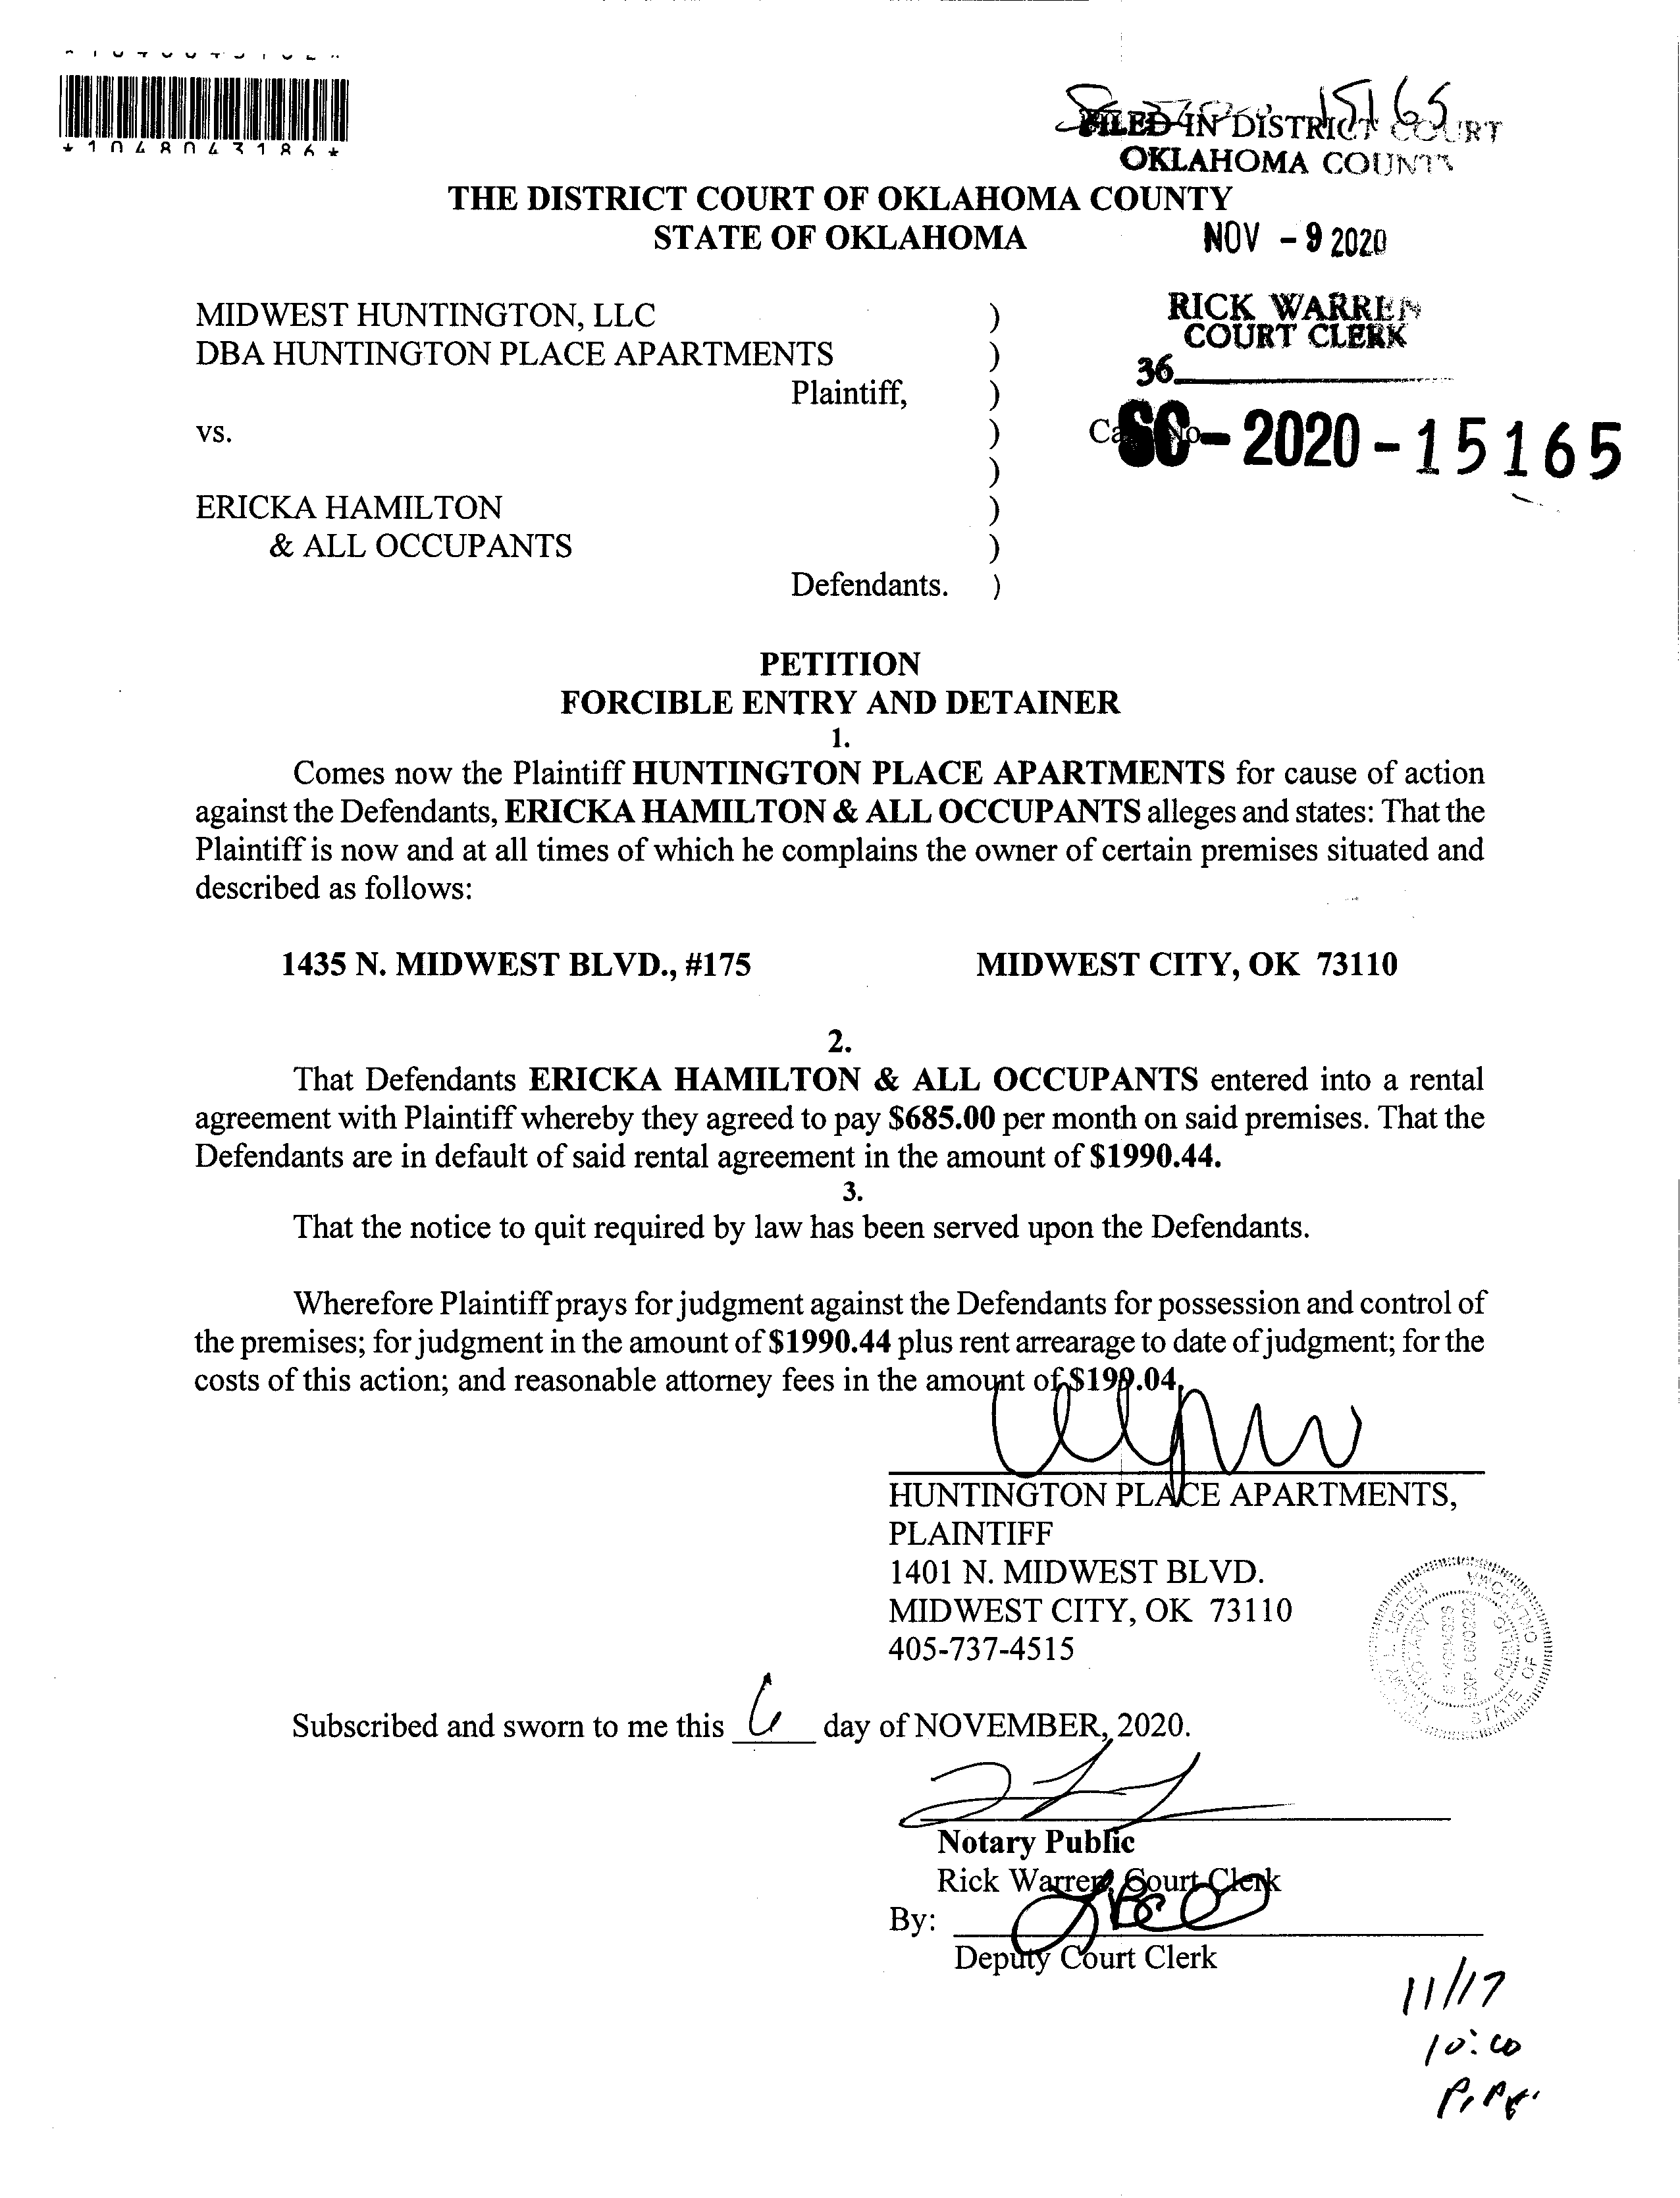 *1048043186*
15165
FILED IN DISTRICT COURT
OKLAHOMA COUNTY
THE DISTRICT COURT OF OKLAHOMA COUNTY
STATE OF OKLAHOMA
NOV - 9 2020
MIDWEST HUNTINGTON, LLC )
DBA HUNTINGTON PLACE APARTMENTS )
Plaintiff, )
RICK WARREN
COURT CLERK
36
vs. )
)
Case No. SC - 2020 - 15165
ERICKA HAMILTON )
& ALL OCCUPANTS )
Defendants. )
PETITION
FORCIBLE ENTRY AND DETAINER
1.
Comes now the Plaintiff HUNTINGTON PLACE APARTMENTS for cause of action
against the Defendants, ERICKA HAMILTON & ALL OCCUPANTS alleges and states: That the
Plaintiff is now and at all times of which he complains the owner of certain premises situated and
described as follows:
1435 N. MIDWEST BLVD., #175 MIDWEST CITY, OK 73110
2.
That Defendants ERICKA HAMILTON & ALL OCCUPANTS entered into a rental
agreement with Plaintiff whereby they agreed to pay $685.00 per month on said premises. That the
Defendants are in default of said rental agreement in the amount of $1990.44.
3.
That the notice to quit required by law has been served upon the Defendants.
Wherefore Plaintiff prays for judgment against the Defendants for possession and control of
the premises; for judgment in the amount of $1990.44 plus rent arrearage to date of judgment; for the
costs of this action; and reasonable attorney fees in the amount of $199.04.
HUNTINGTON PLACE APARTMENTS,
PLAINTIFF
1401 N. MIDWEST BLVD.
MIDWEST CITY, OK 73110
405-737-4515
NOTARY PUBLIC
STATE OF OKLAHOMA
Subscribed and sworn to me this 6 day of NOVEMBER, 2020.
Notary Public
Rick Warren, Court Clerk
By:
Deputy Court Clerk
11/17
10:00